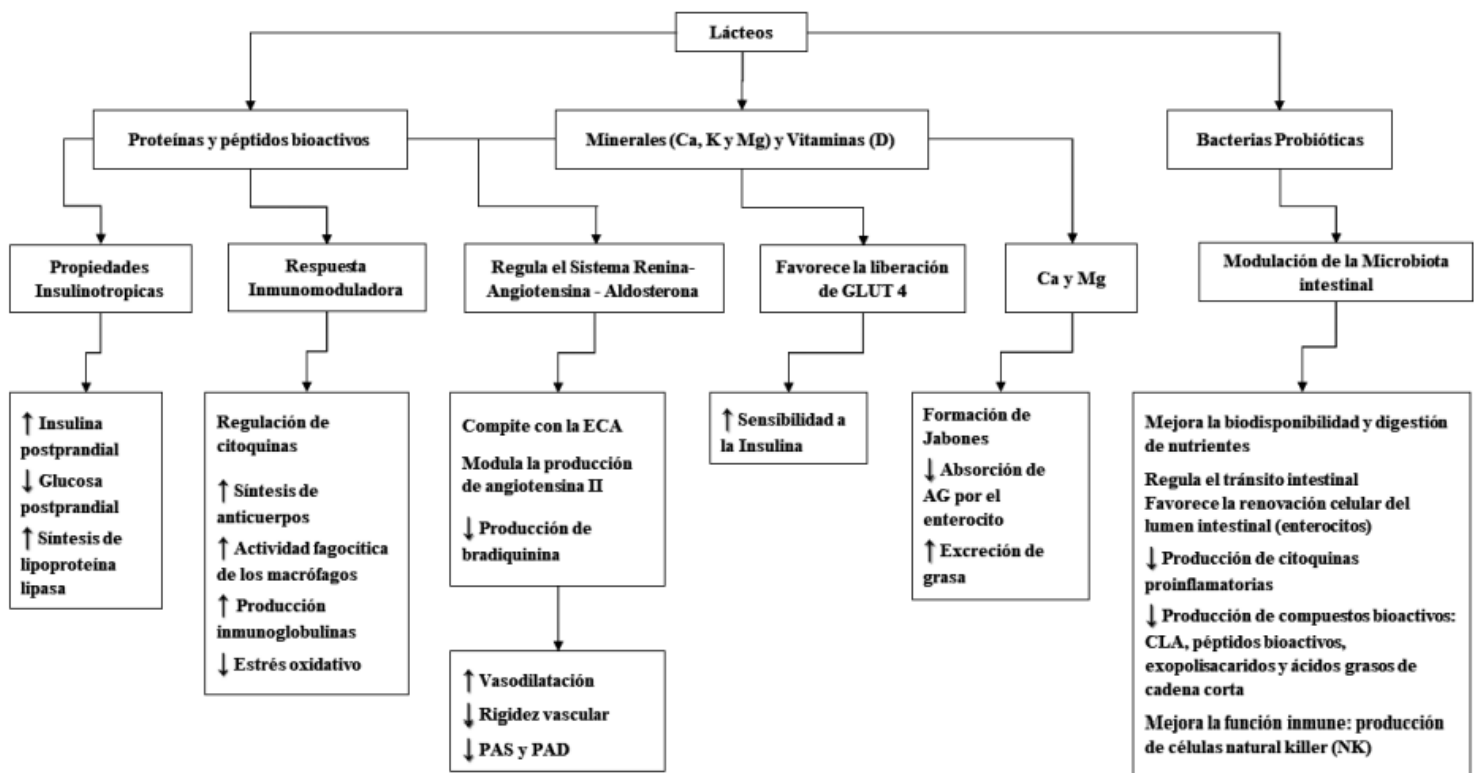 Lácteos
Proteínas y péptidos bioactivos
Minerales (Ca, K y Mg) y Vitaminas (D)
Bacterias Probióticas
Propiedades
Insulinotropicas
Respuesta
Inmunomoduladora
Regula el Sistema Renina-
Angiotensina - Aldosterona
Favorece la liberación
de GLUT 4
Ca y Mg
Modulación de la Microbiota
intestinal
↑ Insulina
postprandial
↓ Glucosa
postprandial
↑ Síntesis de
lipoproteína
lipasa
Regulación de
citoquinas
↑ Síntesis de
anticuerpos
↑ Actividad fagocítica
de los macrófagos
↑ Producción
inmunoglobulinas
↓ Estrés oxidativo
Compite con la ECA
Modula la producción
de angiotensina II
↓ Producción de
bradiquinina
↑ Vasodilatación
↓ Rigidez vascular
↓ PAS y PAD
↑ Sensibilidad a
la Insulina
Formación de
Jabones
↓ Absorción de
AG por el
enterocito
↑ Excreción de
grasa
Mejora la biodisponibilidad y digestión
de nutrientes
Regula el tránsito intestinal
Favorece la renovación celular del
lumen intestinal (enterocitos)
↓ Producción de citoquinas
proinflamatorias
↓ Producción de compuestos bioactivos:
CLA, péptidos bioactivos,
exopolisacaridos y ácidos grasos de
cadena corta
Mejora la función inmune: producción
de células natural killer (NK)